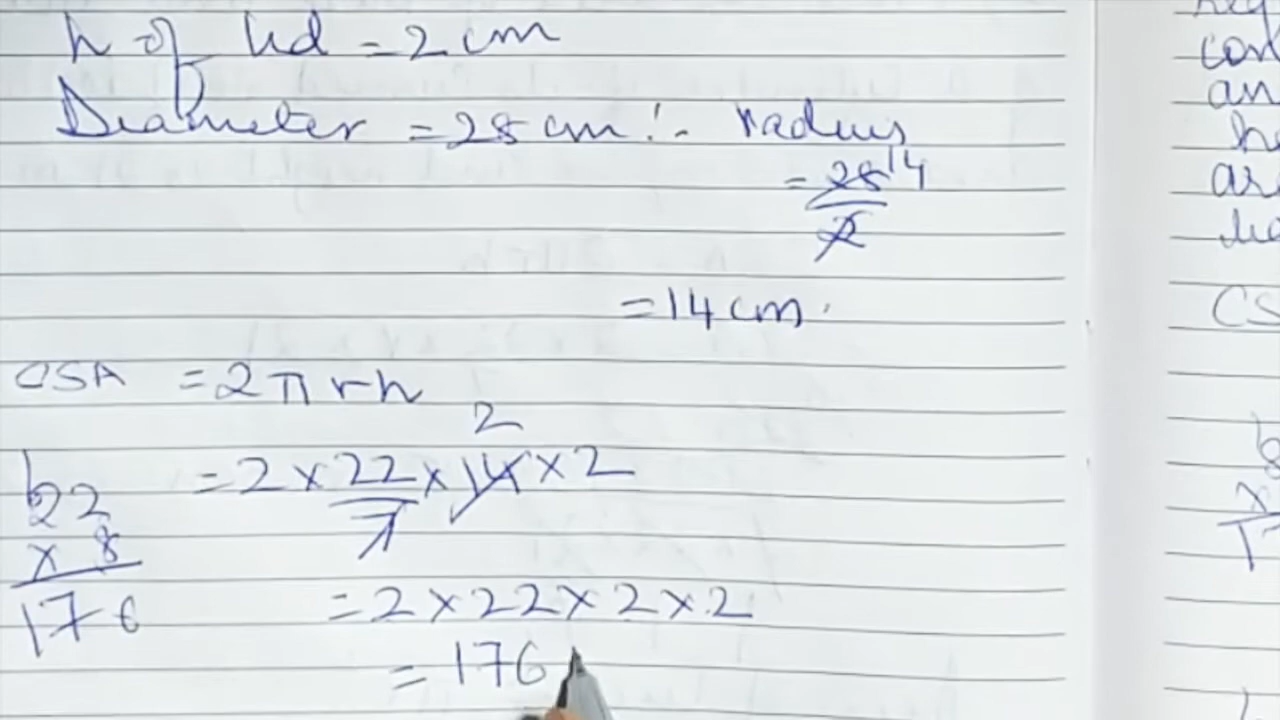 h of lid = 2 cm
Diameter = 28 cm ∴ radius
= 28 14
2
= 14 cm.
CSA = 2πrh
2
= 2 × 22 × 14 × 2
7
22
× 8
176
= 2 × 22 × 2 × 2
= 176
CS